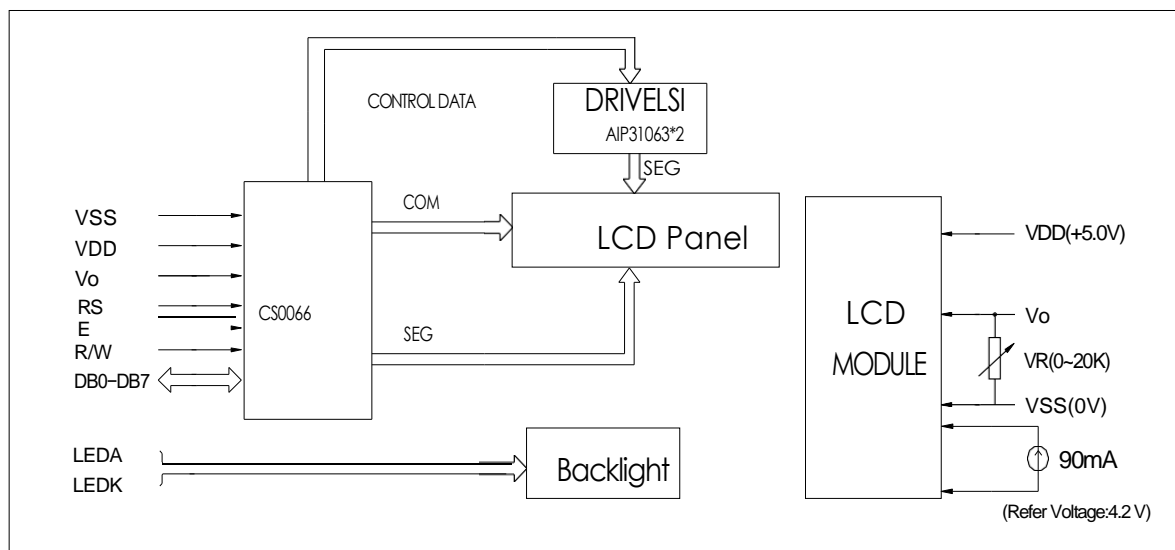 CONTROL DATA
DRIVELSI
AIP31063*2
SEG
COM
LCD Panel
VSS
VDD
Vo
RS
E
R/W
DB0-DB7
CS0066
SEG
LEDA
LEDK
Backlight
LCD
MODULE
VDD(+5.0V)
Vo
VR(0~20K)
VSS(0V)
90mA
(Refer Voltage:4.2 V)